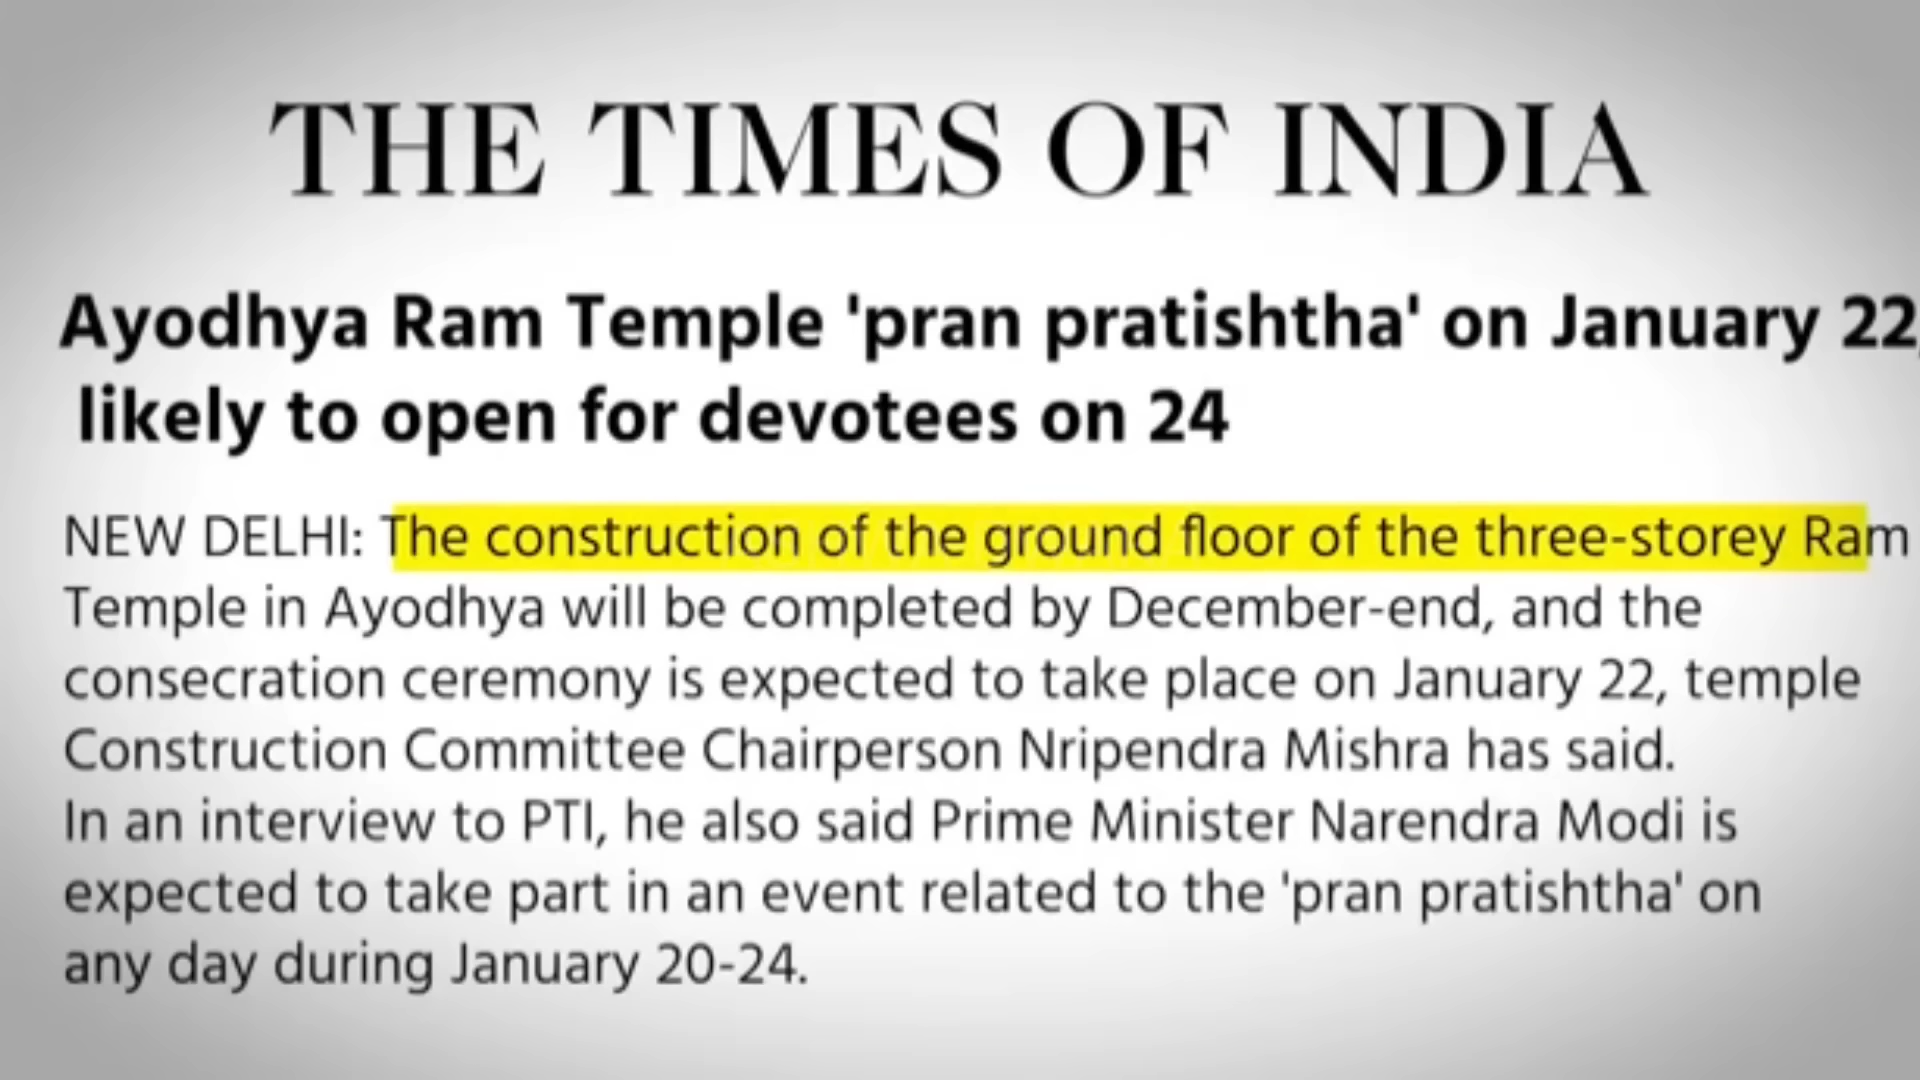 THE TIMES OF INDIA
Ayodhya Ram Temple 'pran pratishtha' on January 22,
likely to open for devotees on 24
NEW DELHI: The construction of the ground floor of the three-storey Ram
Temple in Ayodhya will be completed by December-end, and the
consecration ceremony is expected to take place on January 22, temple
Construction Committee Chairperson Nripendra Mishra has said.
In an interview to PTI, he also said Prime Minister Narendra Modi is
expected to take part in an event related to the 'pran pratishtha' on
any day during January 20-24.